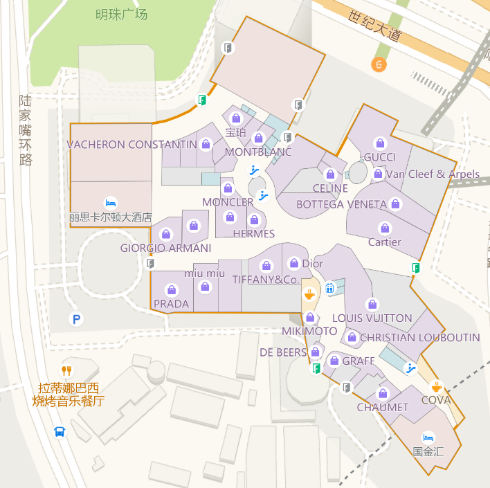 明珠广场
世纪大道
6
陆家嘴环路
F
F
F
宝珀
VACHERON CONSTANTIN
MONTBLANC
GUCCI
Van Cleef & Arpels
CELINE
MONCLER
BOTTEGA VENETA
丽思卡尔顿大酒店
HERMES
GIORGIO ARMANI
Cartier
F
F
Dior
miu miu
TIFFANY&Co.
PRADA
P
LOUIS VUITTON
MIKIMOTO
CHRISTIAN LOUBOUTIN
DE BEERS
GRAFF
F
F
拉蒂娜巴西
烧烤音乐餐厅
CHAUMET
COVA
国金汇